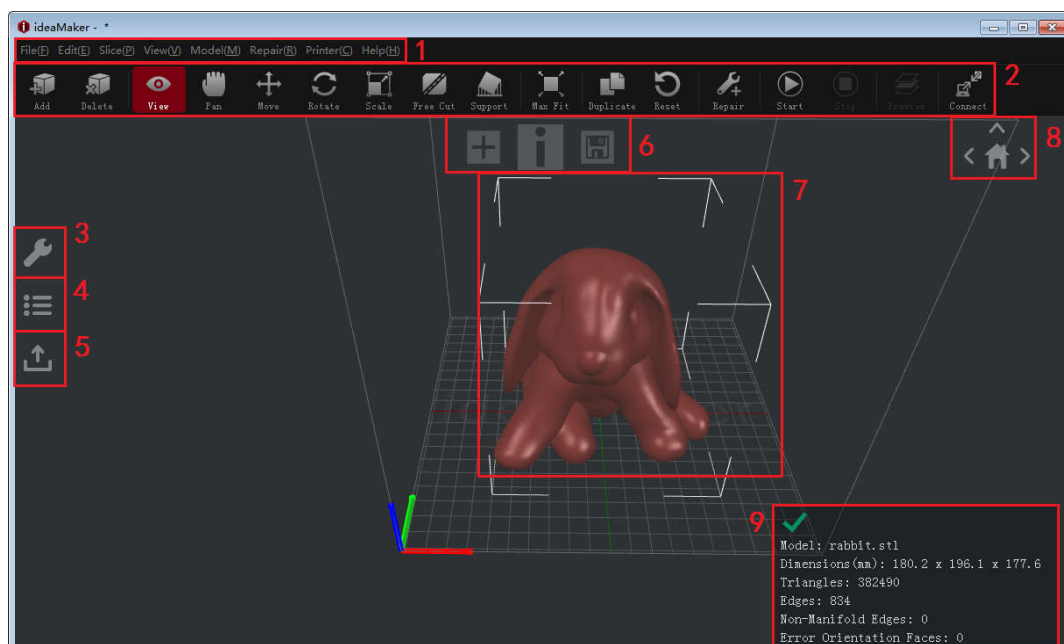 ideaMaker - *
File(F) Edit(E) Slice(P) View(V) Model(M) Repair(R) Printer(C) Help(H) 1
Add Delete View Pan Move Rotate Scale Free Cut Support Max Fit Duplicate Reset Repair Start Stop Preview Connect 2
6
8
7
3
4
5
9
Model: rabbit.stl
Dimensions(mm): 180.2 x 196.1 x 177.6
Triangles: 382490
Edges: 834
Non-Manifold Edges: 0
Error Orientation Faces: 0